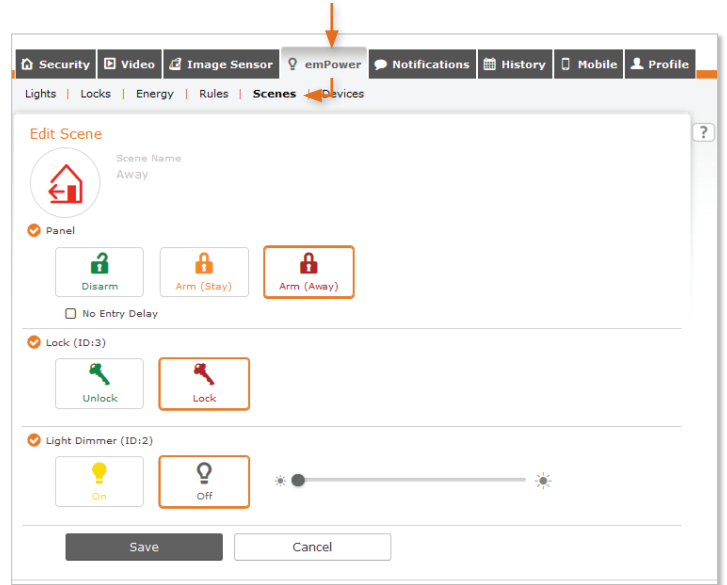 Security Video Image Sensor emPower Notifications History Mobile Profile
Lights | Locks | Energy | Rules | Scenes | Devices
Edit Scene
?
Scene Name
Away
Panel
Disarm Arm (Stay) Arm (Away)
No Entry Delay
Lock (ID:3)
Unlock Lock
Light Dimmer (ID:2)
On Off
Save Cancel